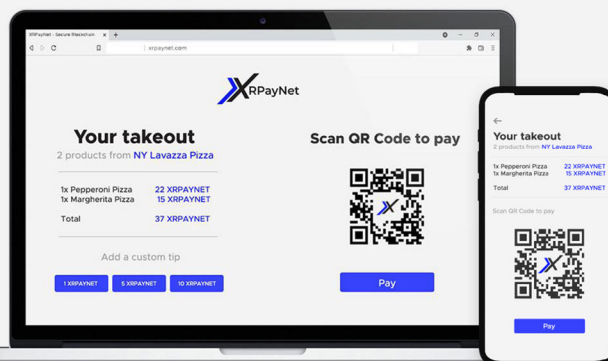 XRPayNet - Secure Blockchain
xrpaynet.com
XRPayNet
Your takeout
2 products from NY Lavazza Pizza
1x Pepperoni Pizza 22 XRPAYNET
1x Margherita Pizza 15 XRPAYNET
Total 37 XRPAYNET
Add a custom tip
1 XRPAYNET 5 XRPAYNET 10 XRPAYNET
Scan QR Code to pay
Pay
Your takeout
2 products from NY Lavazza Pizza
1x Pepperoni Pizza 22 XRPAYNET
1x Margherita Pizza 15 XRPAYNET
Total 37 XRPAYNET
Scan QR Code to pay
Pay